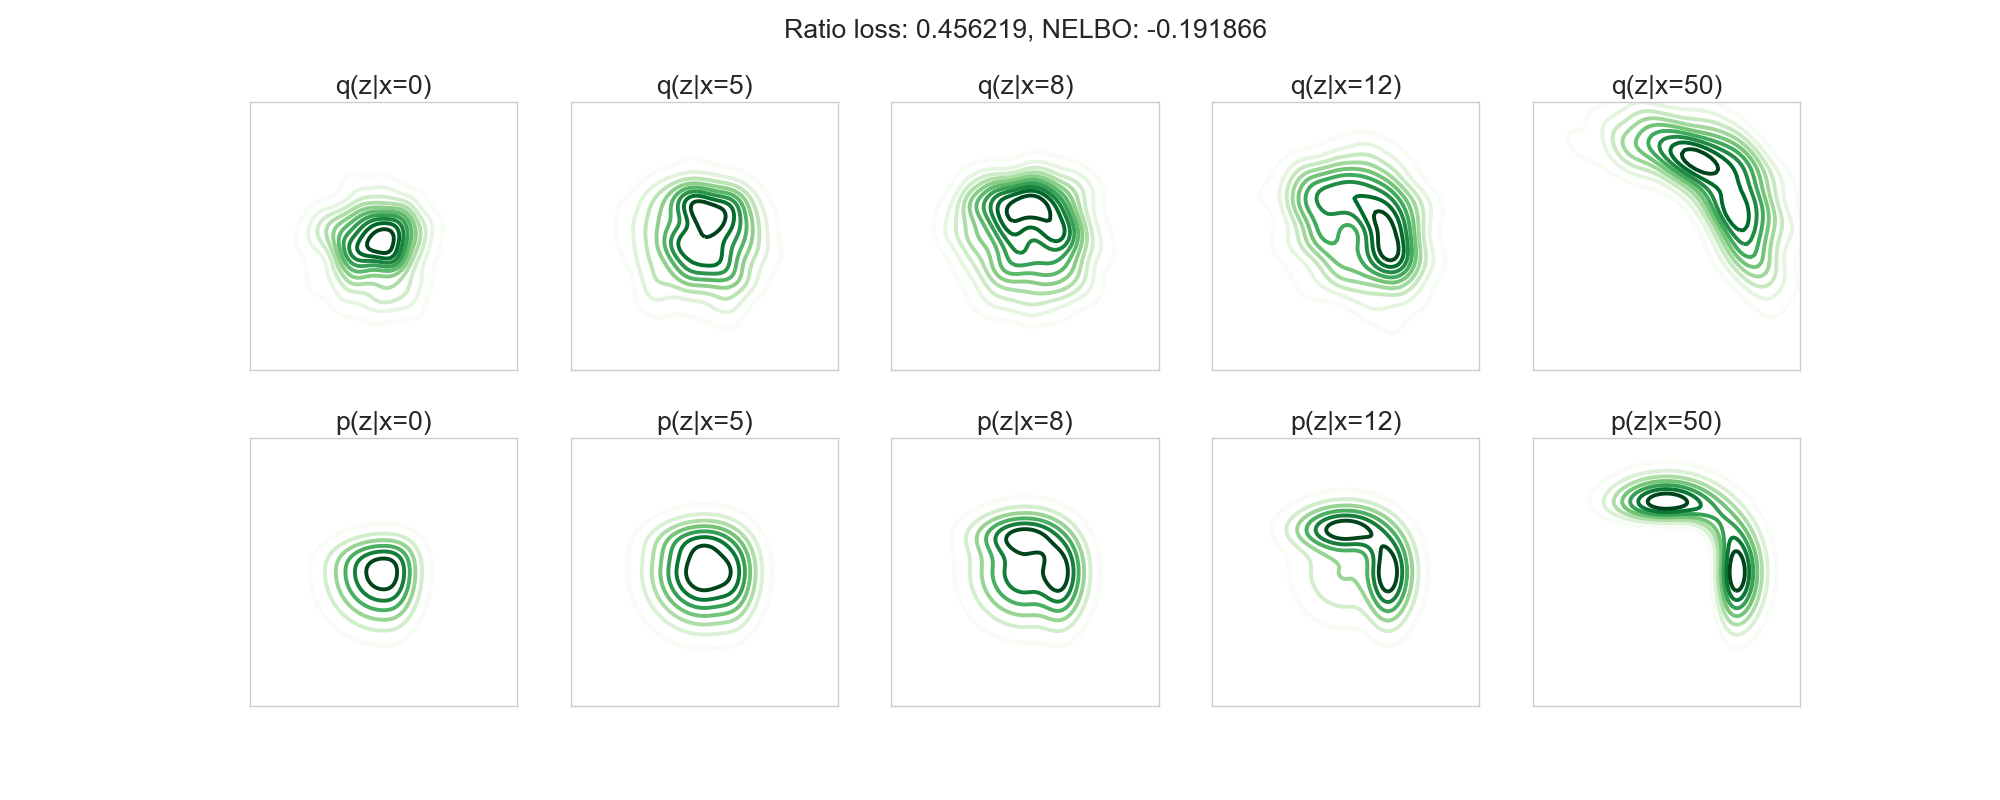 Ratio loss: 0.456219, NELBO: -0.191866
q(z|x=0) q(z|x=5) q(z|x=8) q(z|x=12) q(z|x=50)
p(z|x=0) p(z|x=5) p(z|x=8) p(z|x=12) p(z|x=50)